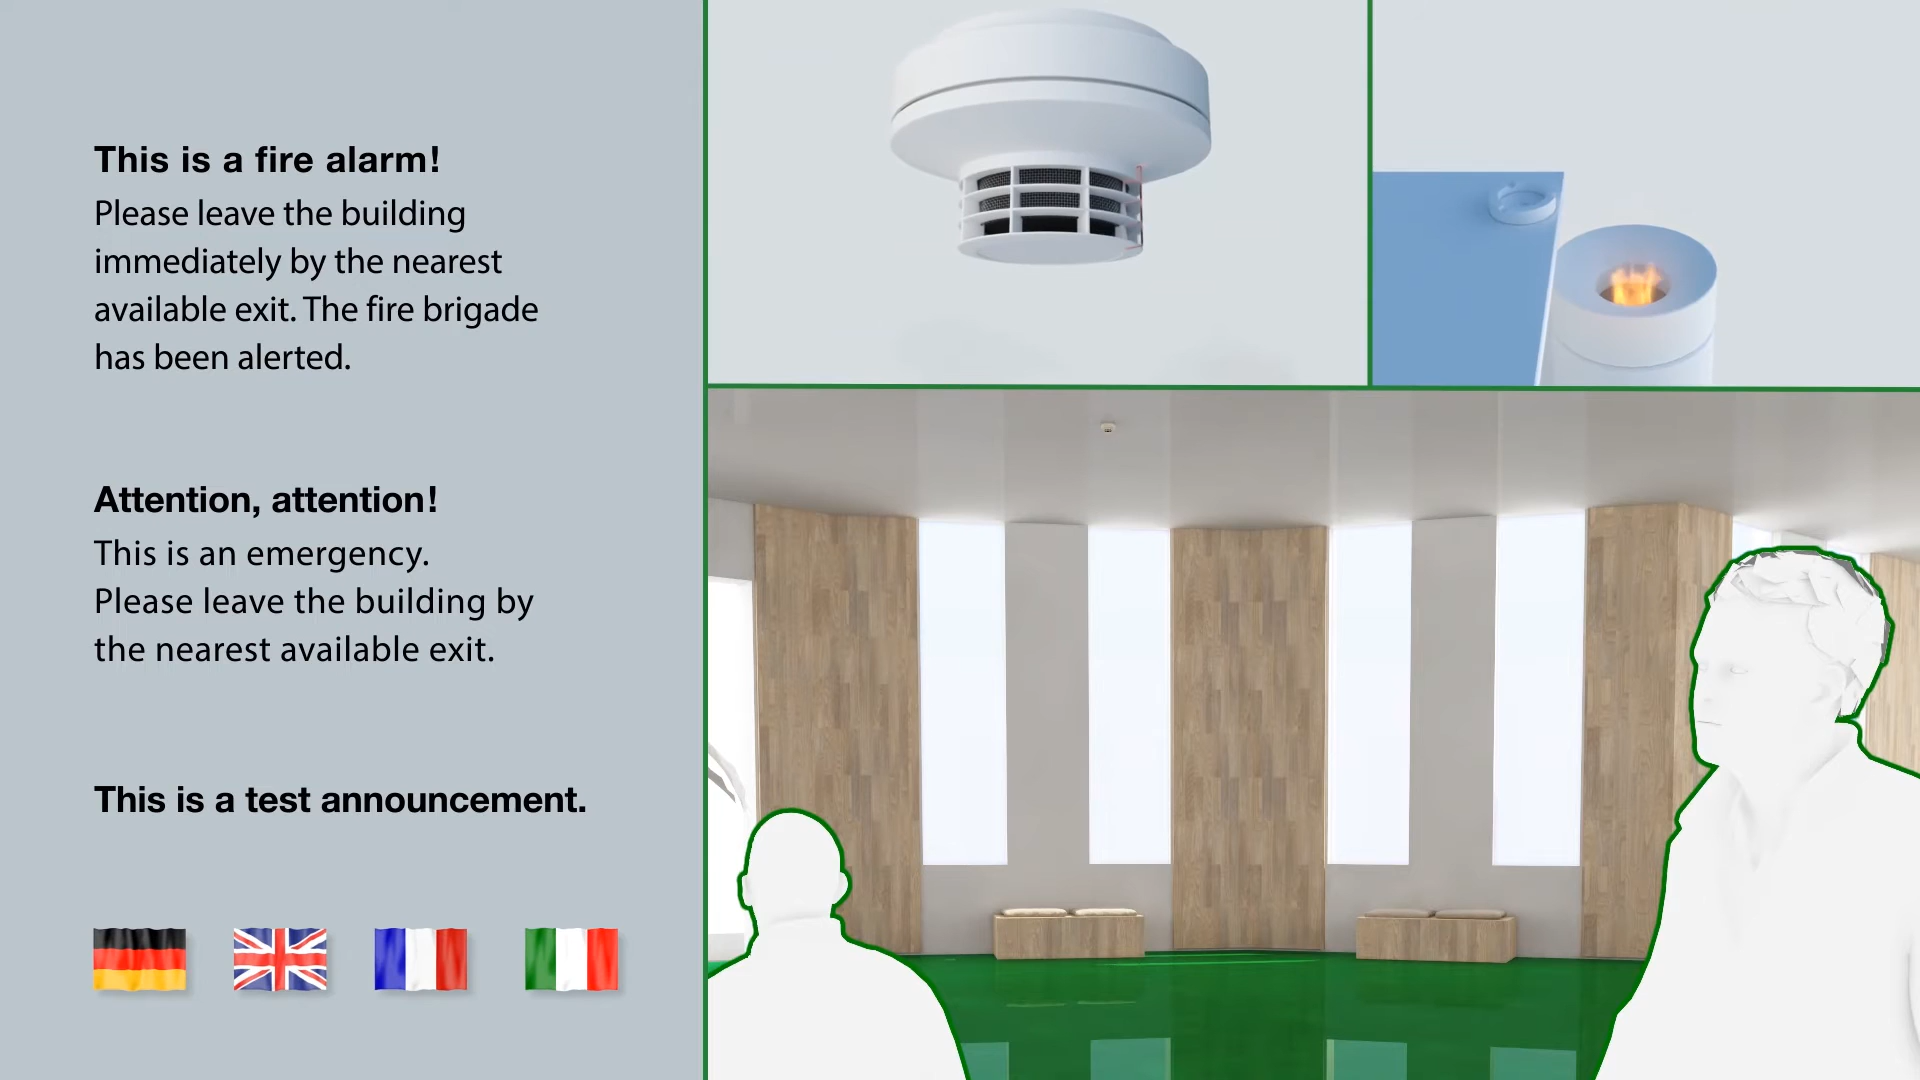 This is a fire alarm!
Please leave the building
immediately by the nearest
available exit. The fire brigade
has been alerted.
Attention, attention!
This is an emergency.
Please leave the building by
the nearest available exit.
This is a test announcement.